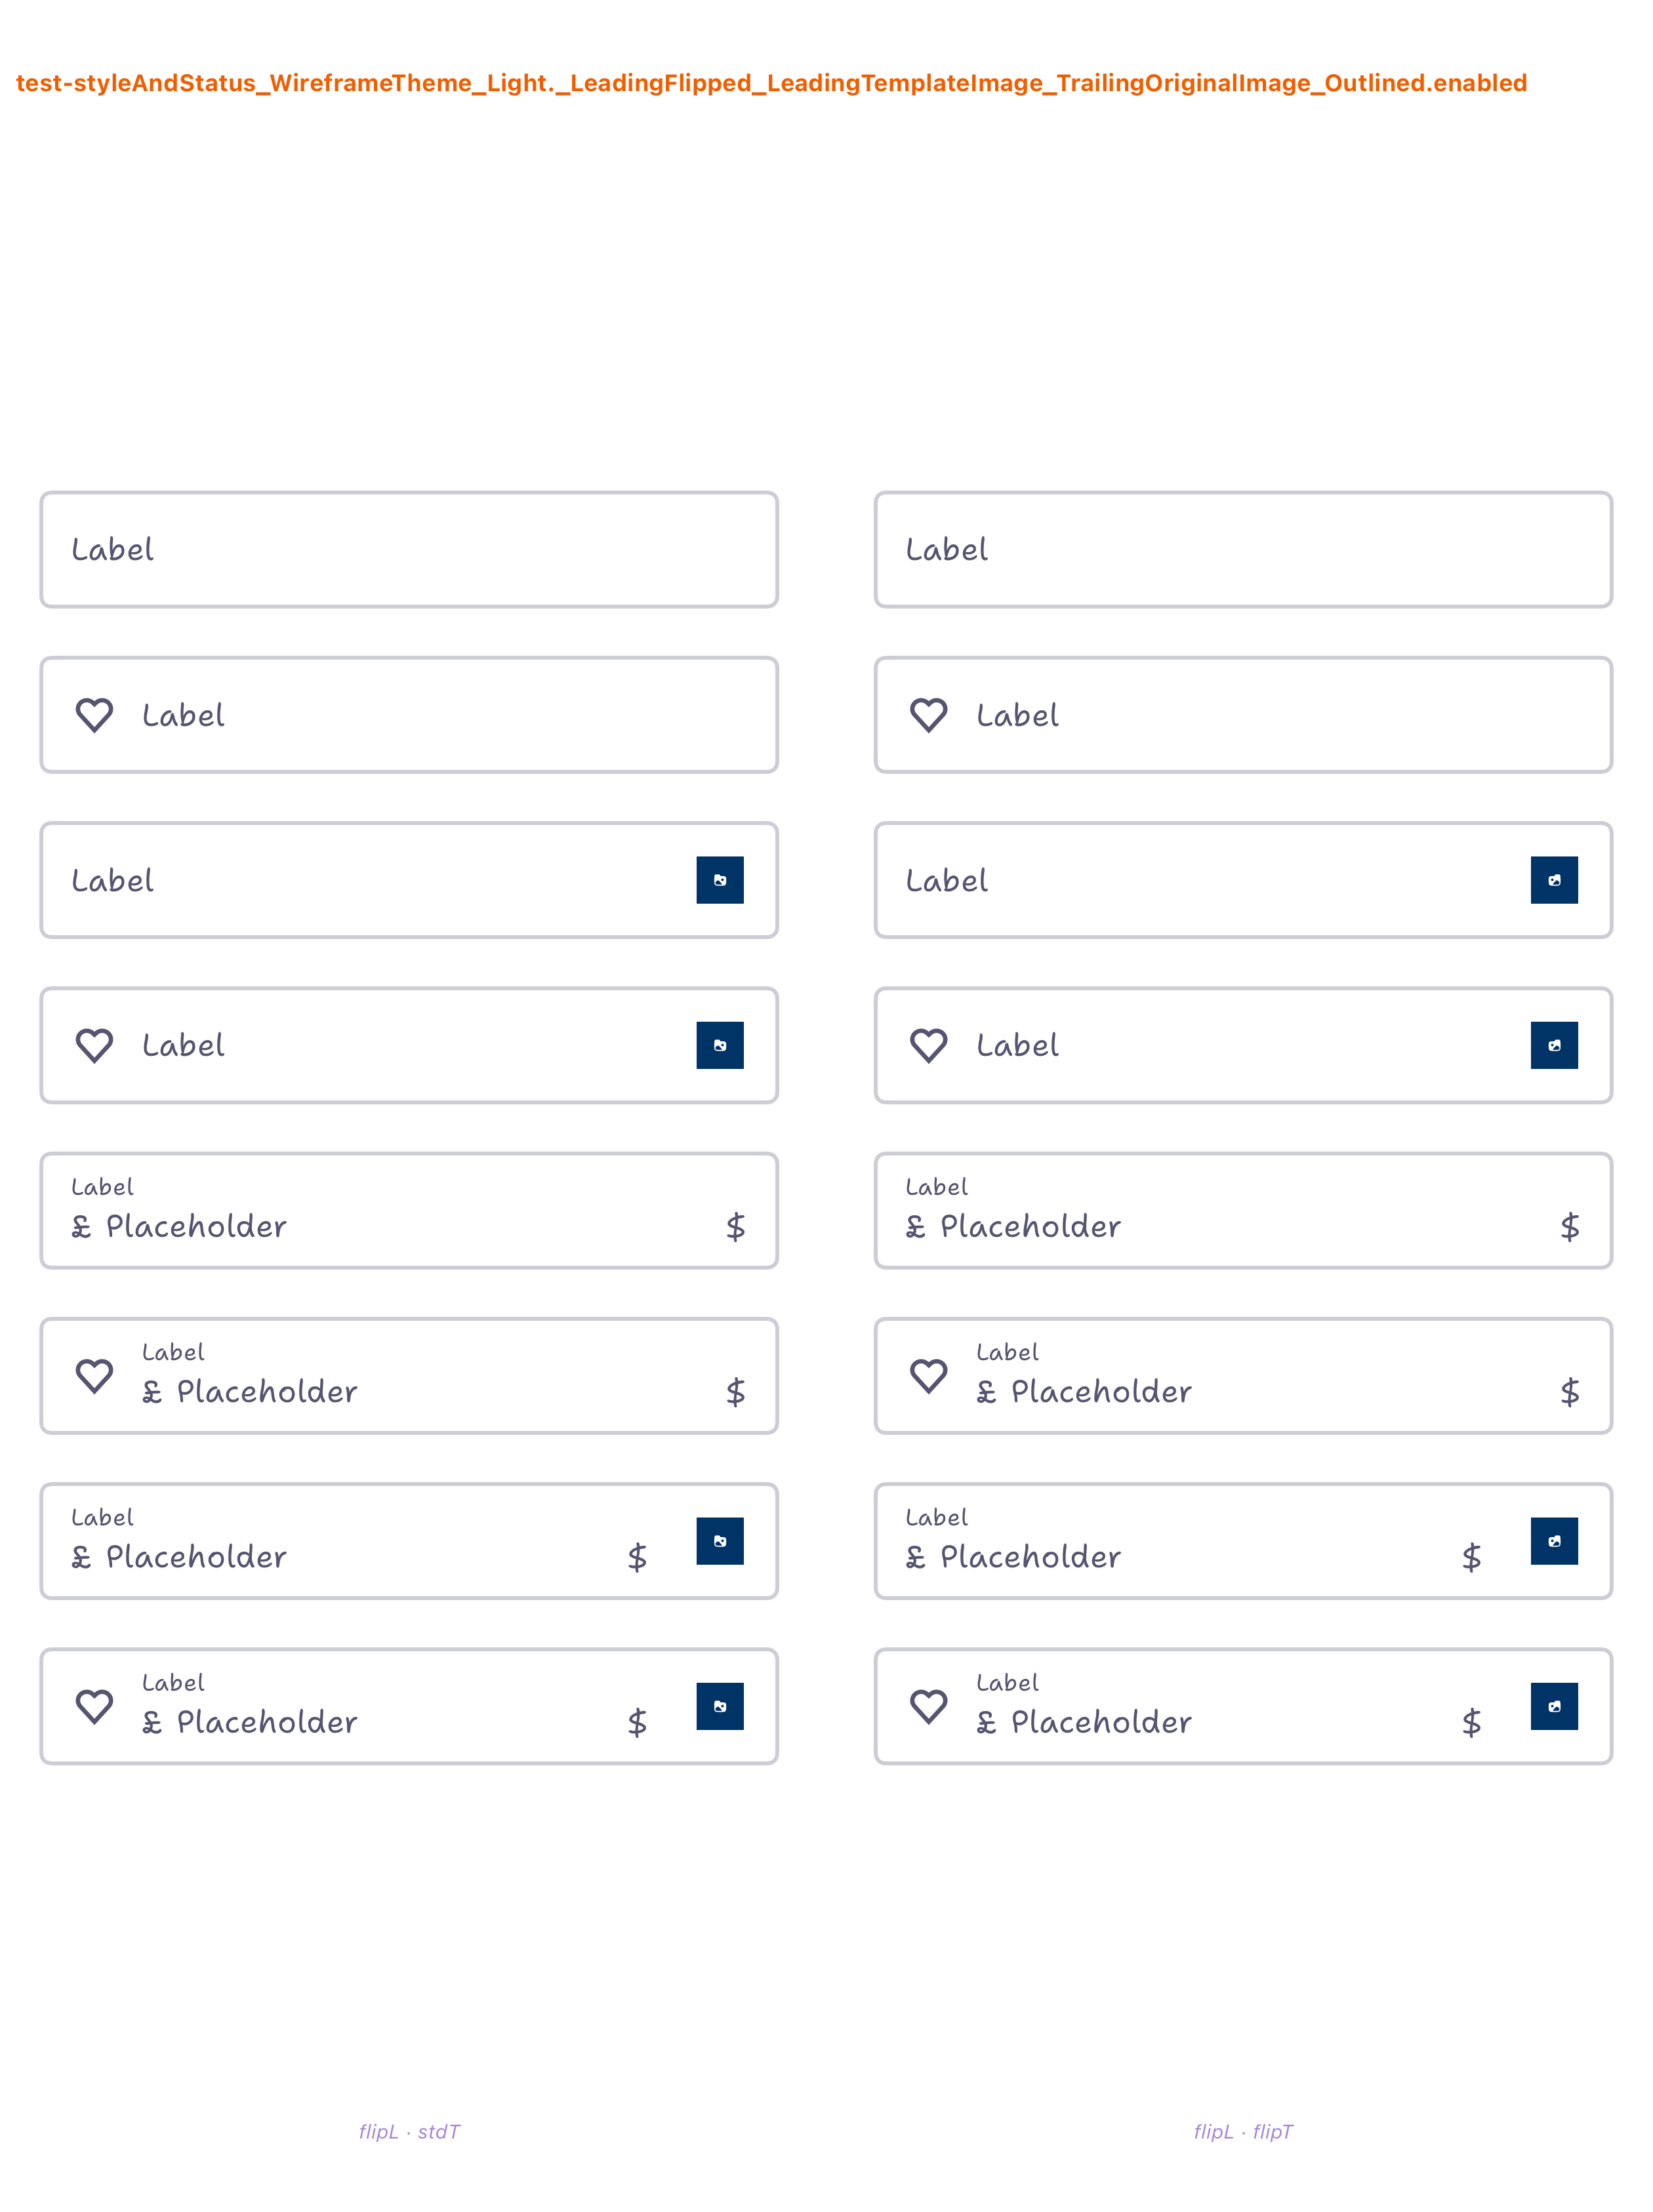 test-styleAndStatus_WireframeTheme_Light._LeadingFlipped_LeadingTemplateImage_TrailingOriginalImage_Outlined.enabled
Label
Label
Label
Label
Label
Label
Label
Label
Label
Label
£ Placeholder $
£ Placeholder $
Label
Label
£ Placeholder $
£ Placeholder $
Label
Label
£ Placeholder $
£ Placeholder $
Label
Label
£ Placeholder $
£ Placeholder $
flipL · stdT
flipL · flipT